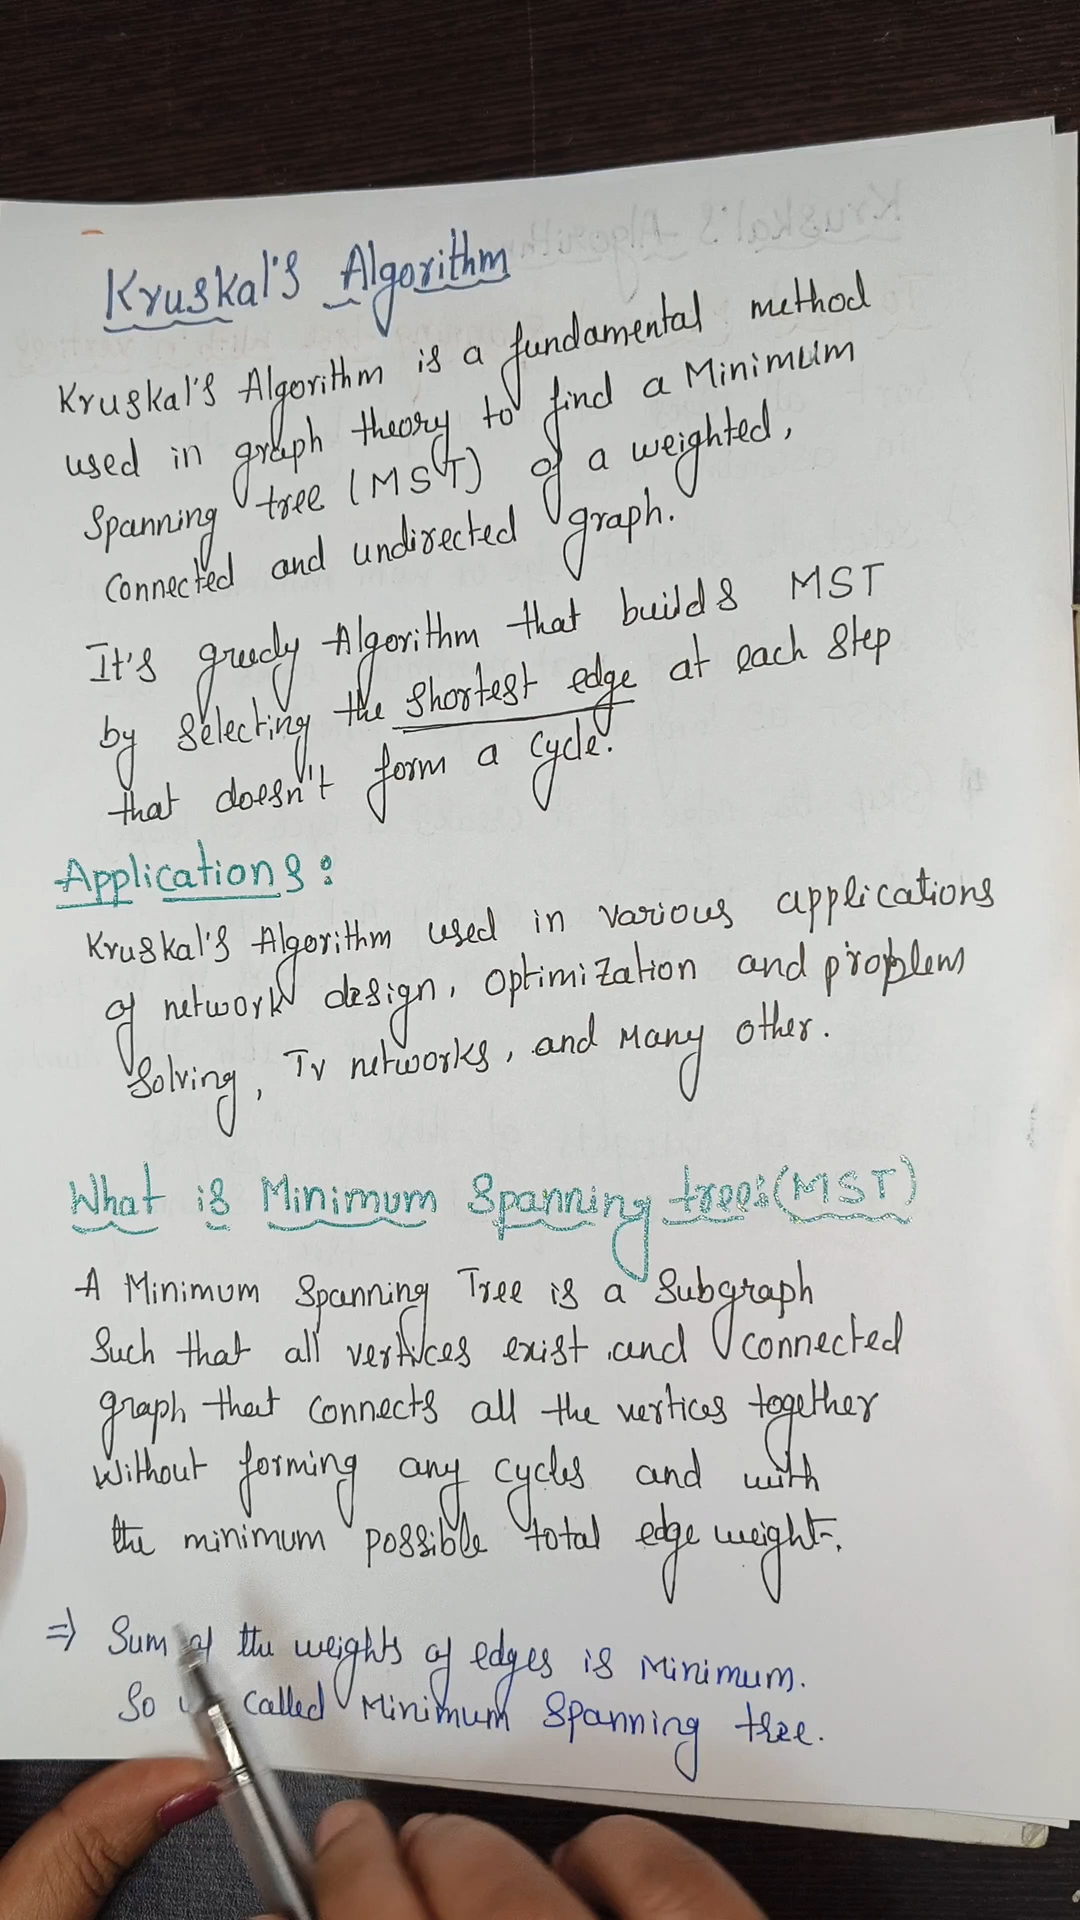 Kruskal's Algorithm
Kruskal's Algorithm is a fundamental method
used in graph theory to find a Minimum
Spanning tree (MST) of a weighted,
Connected and undirected graph.
It's greedy Algorithm that builds MST
by Selecting the Shortest edge at each Step
that doesn't form a cycle.
Applications:
Kruskal's Algorithm used in various applications
of network design, Optimization and problem
Solving, Tv networks, and Many other.
What is Minimum Spanning trees(MST)
A Minimum Spanning Tree is a Subgraph
Such that all vertices exist and connected
graph that connects all the vertices together
Without forming any cycles and with
the minimum possible total edge weight.
⇒ Sum of the weights of edges is Minimum.
So called Minimum Spanning tree.